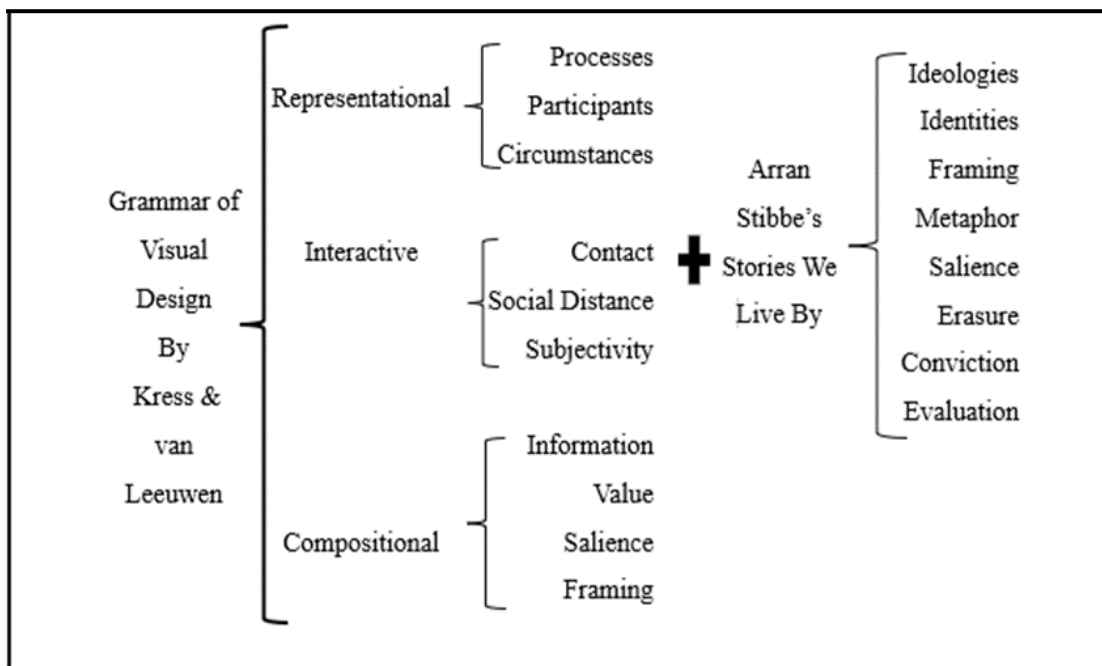 Grammar of
Visual
Design
By
Kress &
van
Leeuwen
Representational
Processes
Participants
Circumstances
Interactive
Contact
Social Distance
Subjectivity
Compositional
Information
Value
Salience
Framing
Arran
Stibbe’s
Stories We
Live By
Ideologies
Identities
Framing
Metaphor
Salience
Erasure
Conviction
Evaluation